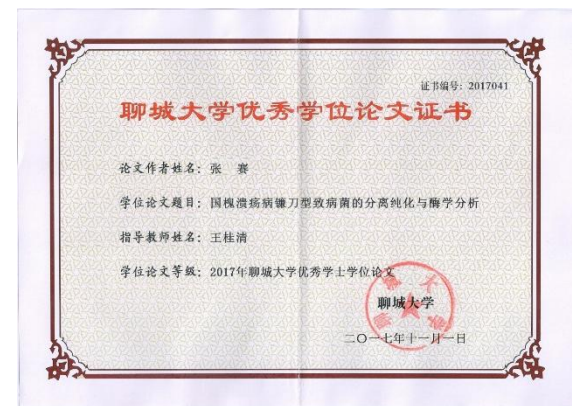 证书编号：2017041
聊城大学优秀学位论文证书
论文作者姓名：张 赛
学位论文题目：国槐溃疡病镰刀型致病菌的分离纯化与酶学分析
指导教师姓名：王桂清
学位论文等级：2017年聊城大学优秀学士学位论文
聊城大学
聊城大学
二〇一七年十一月一日